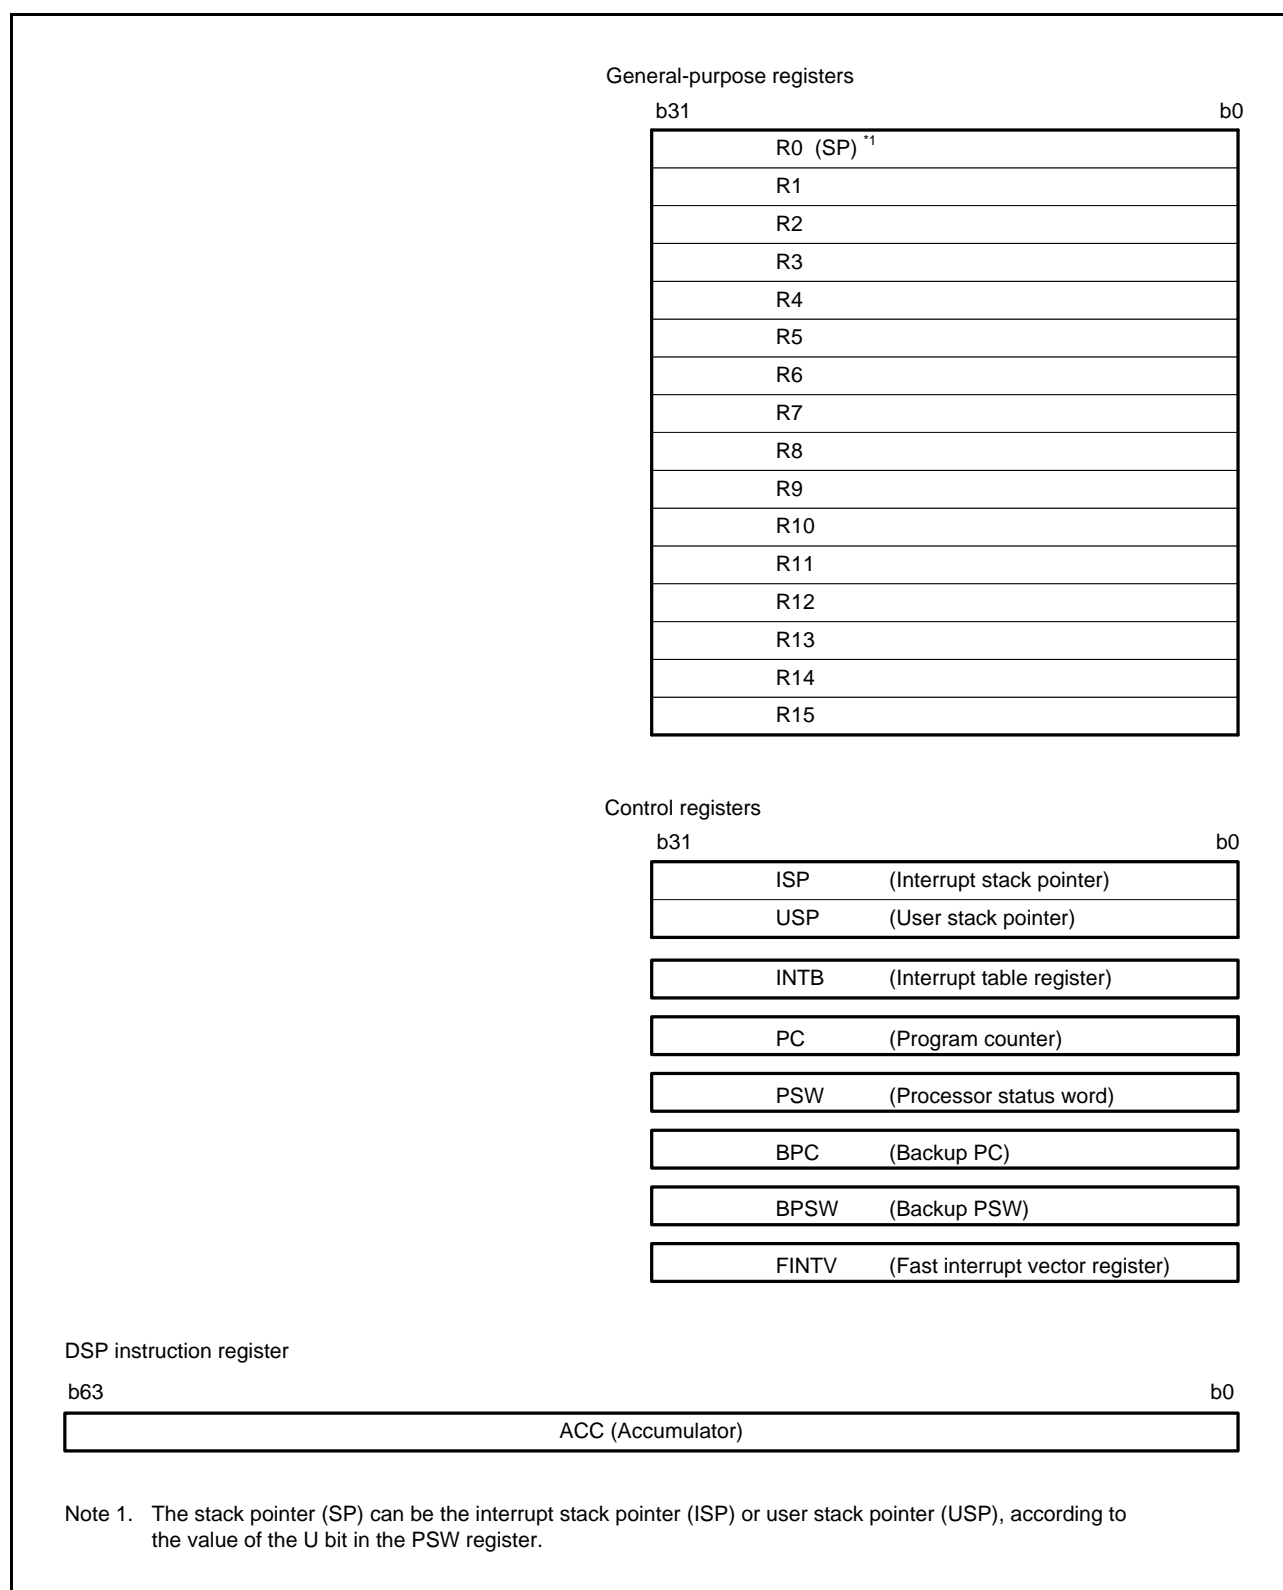 General-purpose registers
b31 b0
R0 (SP) *1
R1
R2
R3
R4
R5
R6
R7
R8
R9
R10
R11
R12
R13
R14
R15
Control registers
b31 b0
ISP (Interrupt stack pointer)
USP (User stack pointer)
INTB (Interrupt table register)
PC (Program counter)
PSW (Processor status word)
BPC (Backup PC)
BPSW (Backup PSW)
FINTV (Fast interrupt vector register)
DSP instruction register
b63 b0
ACC (Accumulator)
Note 1. The stack pointer (SP) can be the interrupt stack pointer (ISP) or user stack pointer (USP), according to
the value of the U bit in the PSW register.